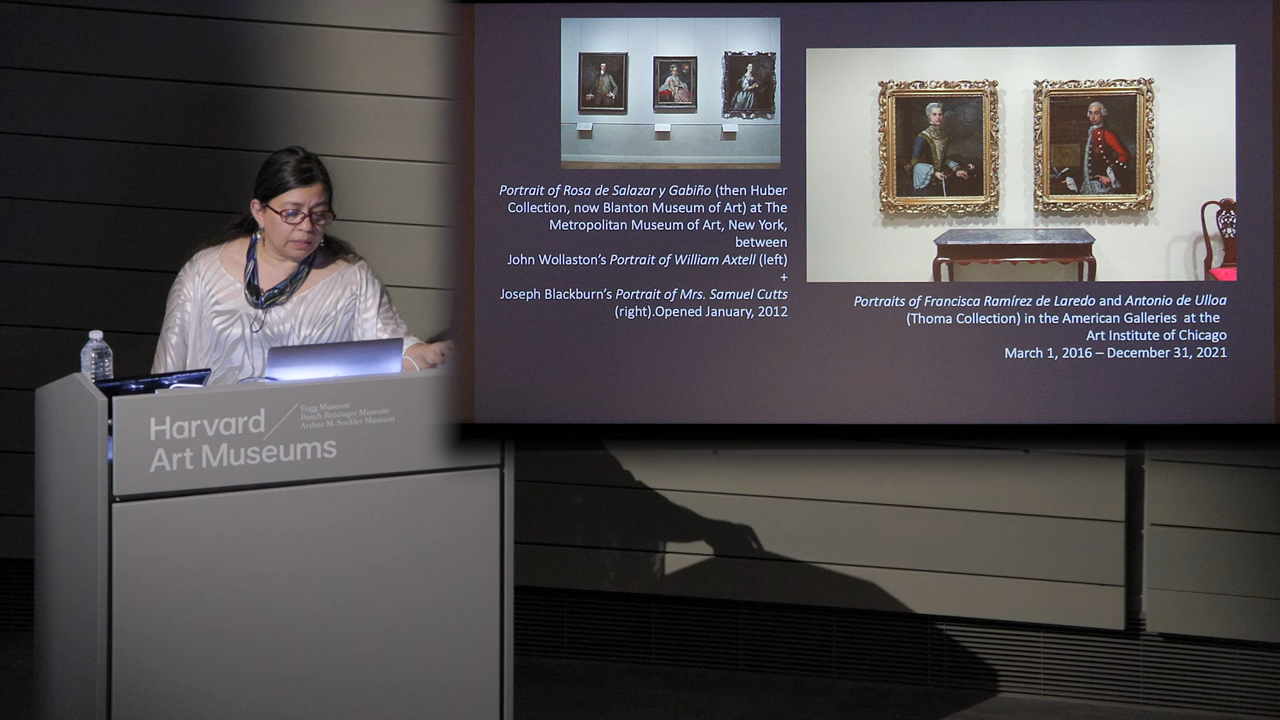 Portrait of Rosa de Salazar y Gabiño (then Huber
Collection, now Blanton Museum of Art) at The
Metropolitan Museum of Art, New York,
between
John Wollaston's Portrait of William Axtell (left)
+
Joseph Blackburn's Portrait of Mrs. Samuel Cutts
(right).Opened January, 2012
Portraits of Francisca Ramírez de Laredo and Antonio de Ulloa
(Thoma Collection) in the American Galleries at the
Art Institute of Chicago
March 1, 2016 – December 31, 2021
Harvard
Art Museums
Fogg Museum
Busch-Reisinger Museum
Arthur M. Sackler Museum